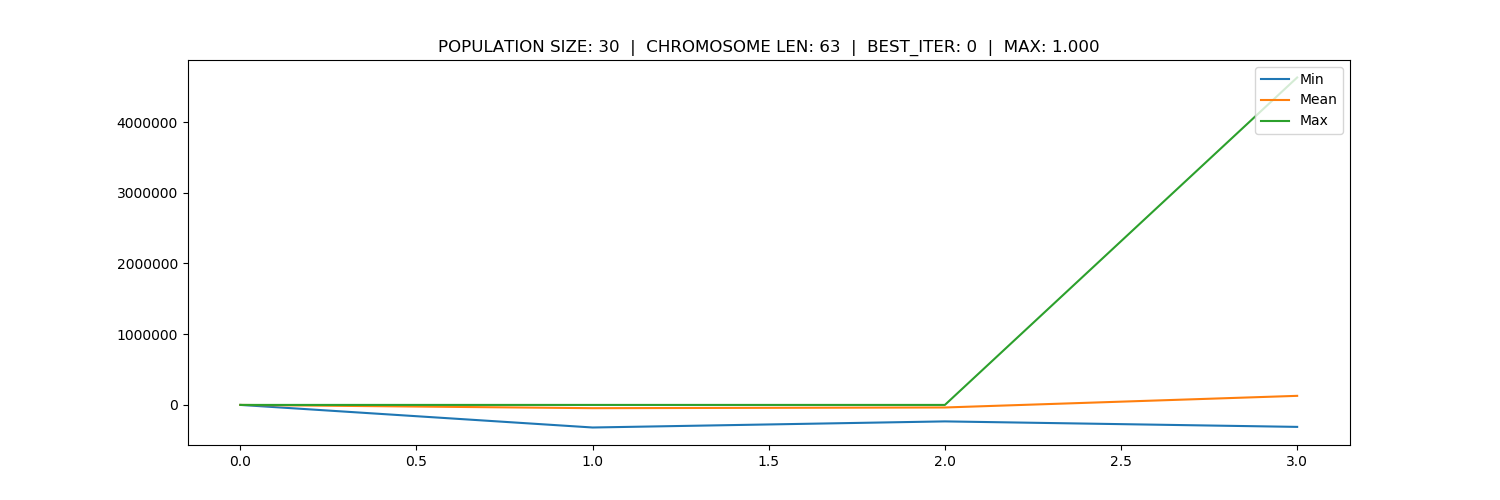 POPULATION SIZE: 30 | CHROMOSOME LEN: 63 | BEST_ITER: 0 | MAX: 1.000
Min
Mean
Max
4000000
3000000
2000000
1000000
0
0.0 0.5 1.0 1.5 2.0 2.5 3.0